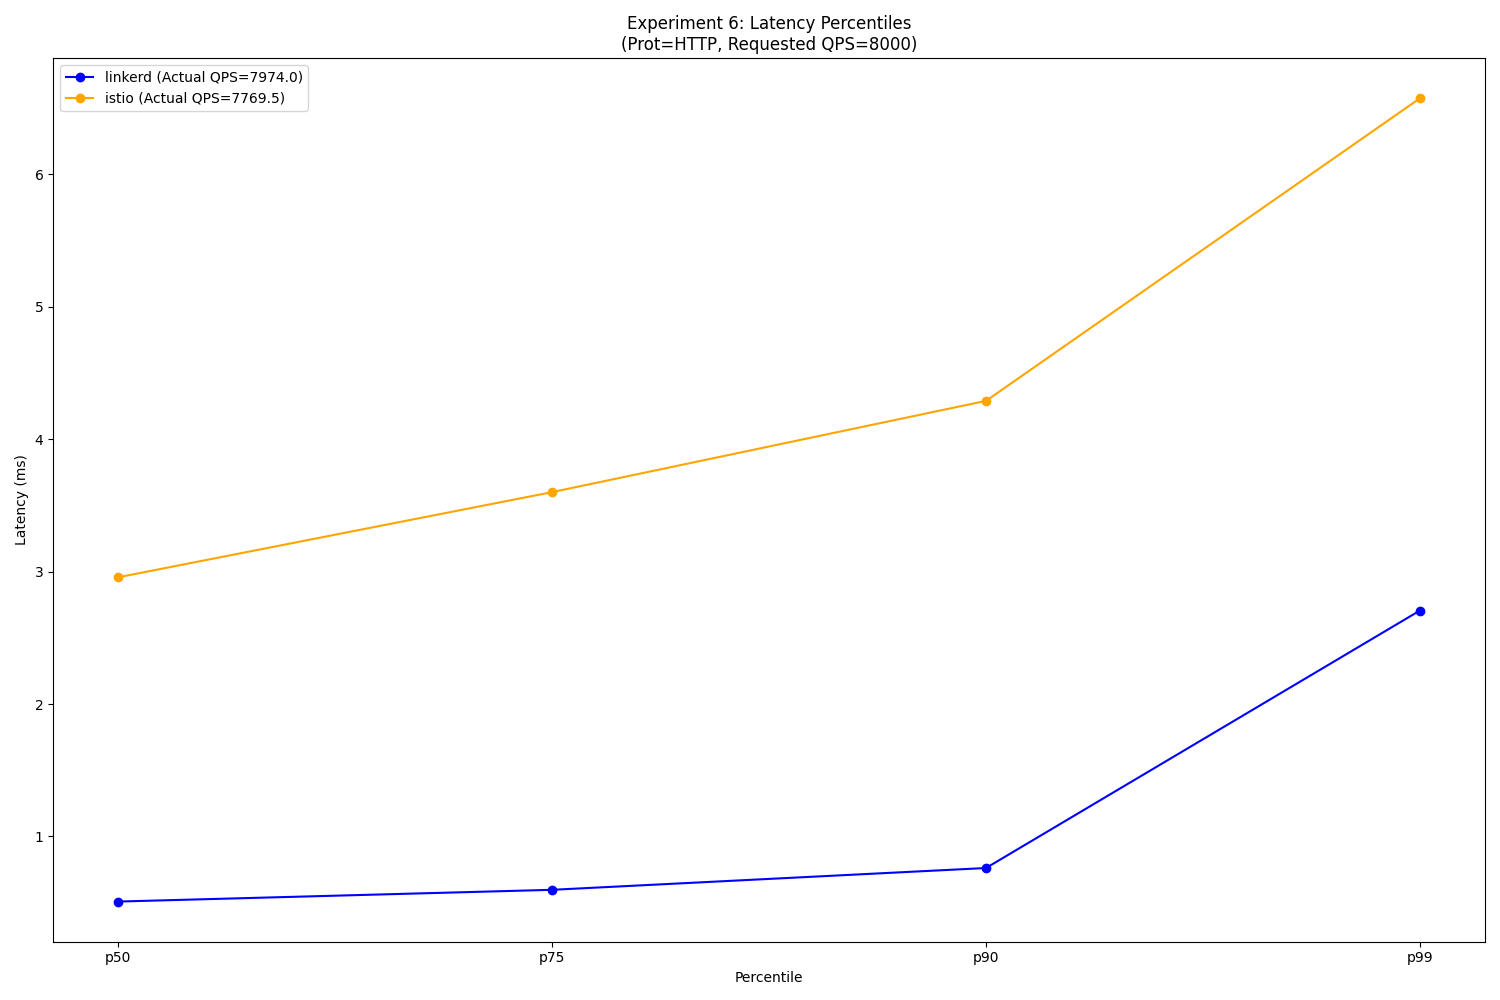 Experiment 6: Latency Percentiles
(Prot=HTTP, Requested QPS=8000)
linkerd (Actual QPS=7974.0)
istio (Actual QPS=7769.5)
6
5
4
3
2
1
Latency (ms)
p50 p75 p90 p99
Percentile